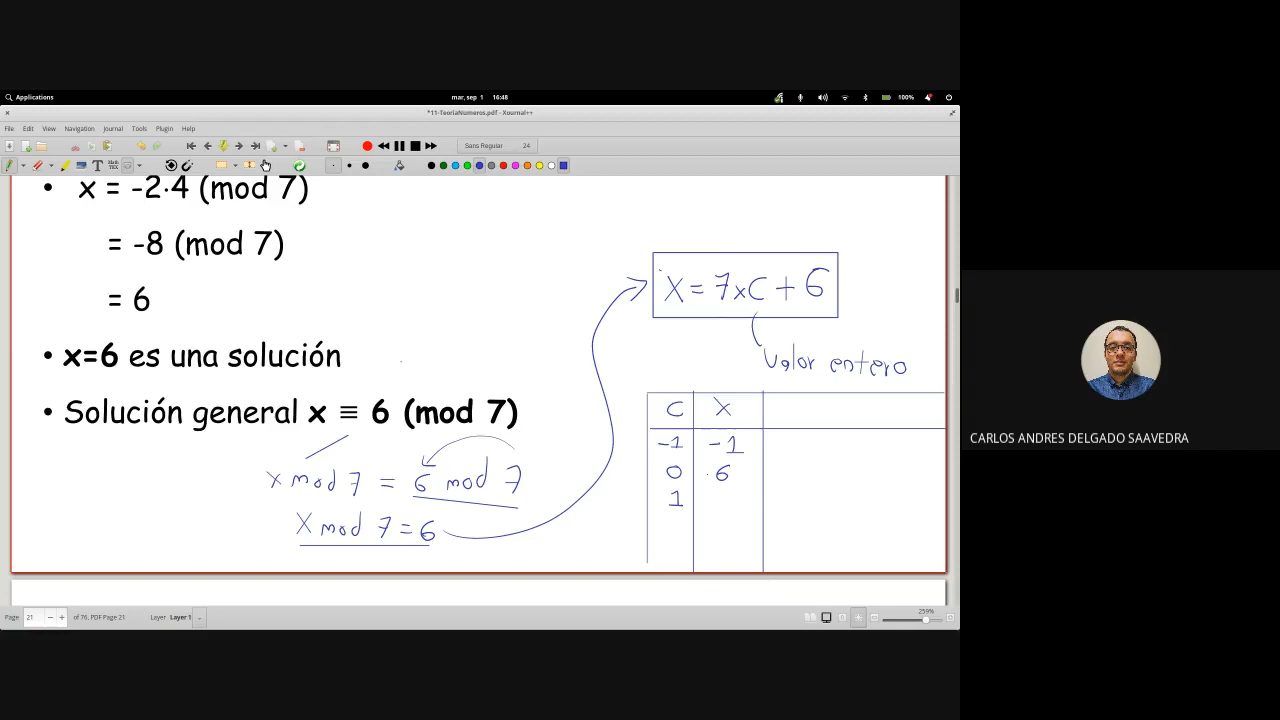 Applications
mar, sep 1 16:48
100%
*11-TeoriaNumeros.pdf - Xournal++
File Edit View Navigation Journal Tools Plugin Help
Sans Regular 24
• x = -2·4 (mod 7)
= -8 (mod 7)
= 6
• x=6 es una solución
• Solución general x ≡ 6 (mod 7)
x mod 7 = 6 mod 7
x mod 7 = 6
X = 7xC + 6
Valor entero
C X
-1 -1
0 6
1
CARLOS ANDRES DELGADO SAAVEDRA
Page 21 of 76, PDF Page 21 Layer Layer 1
259%